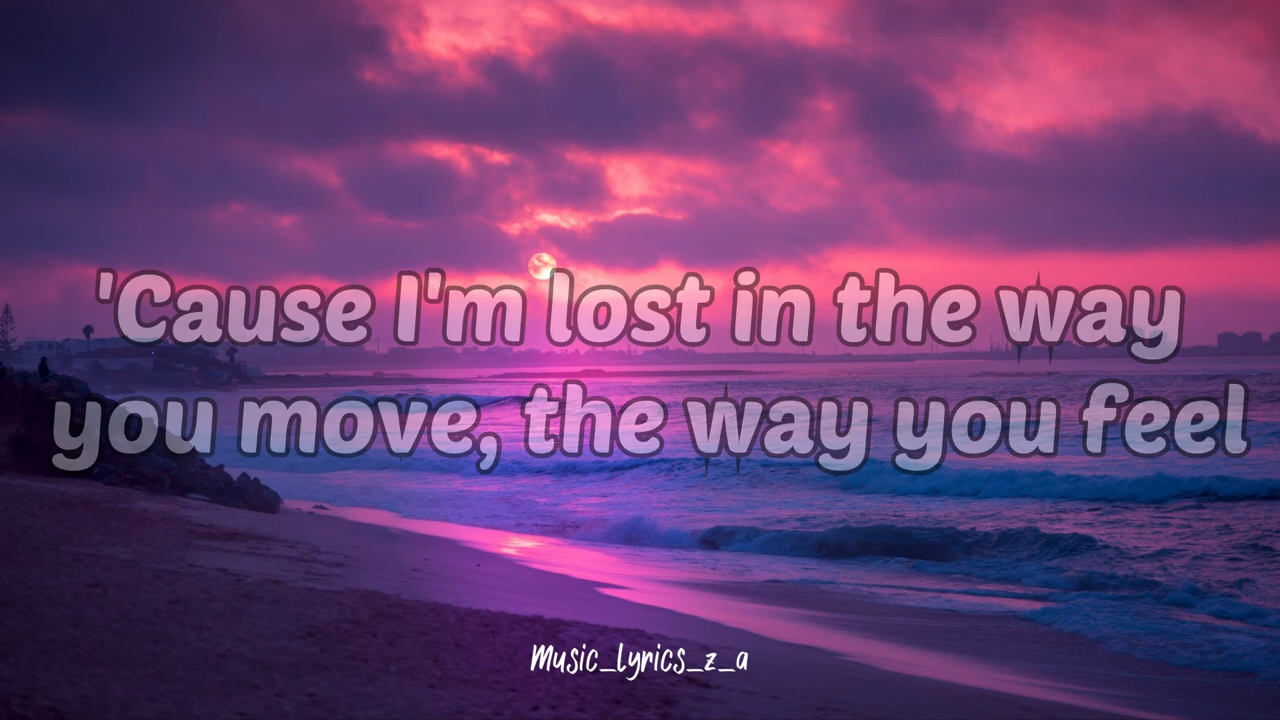 'Cause I'm lost in the way
you move, the way you feel
Music_Lyrics_z_a